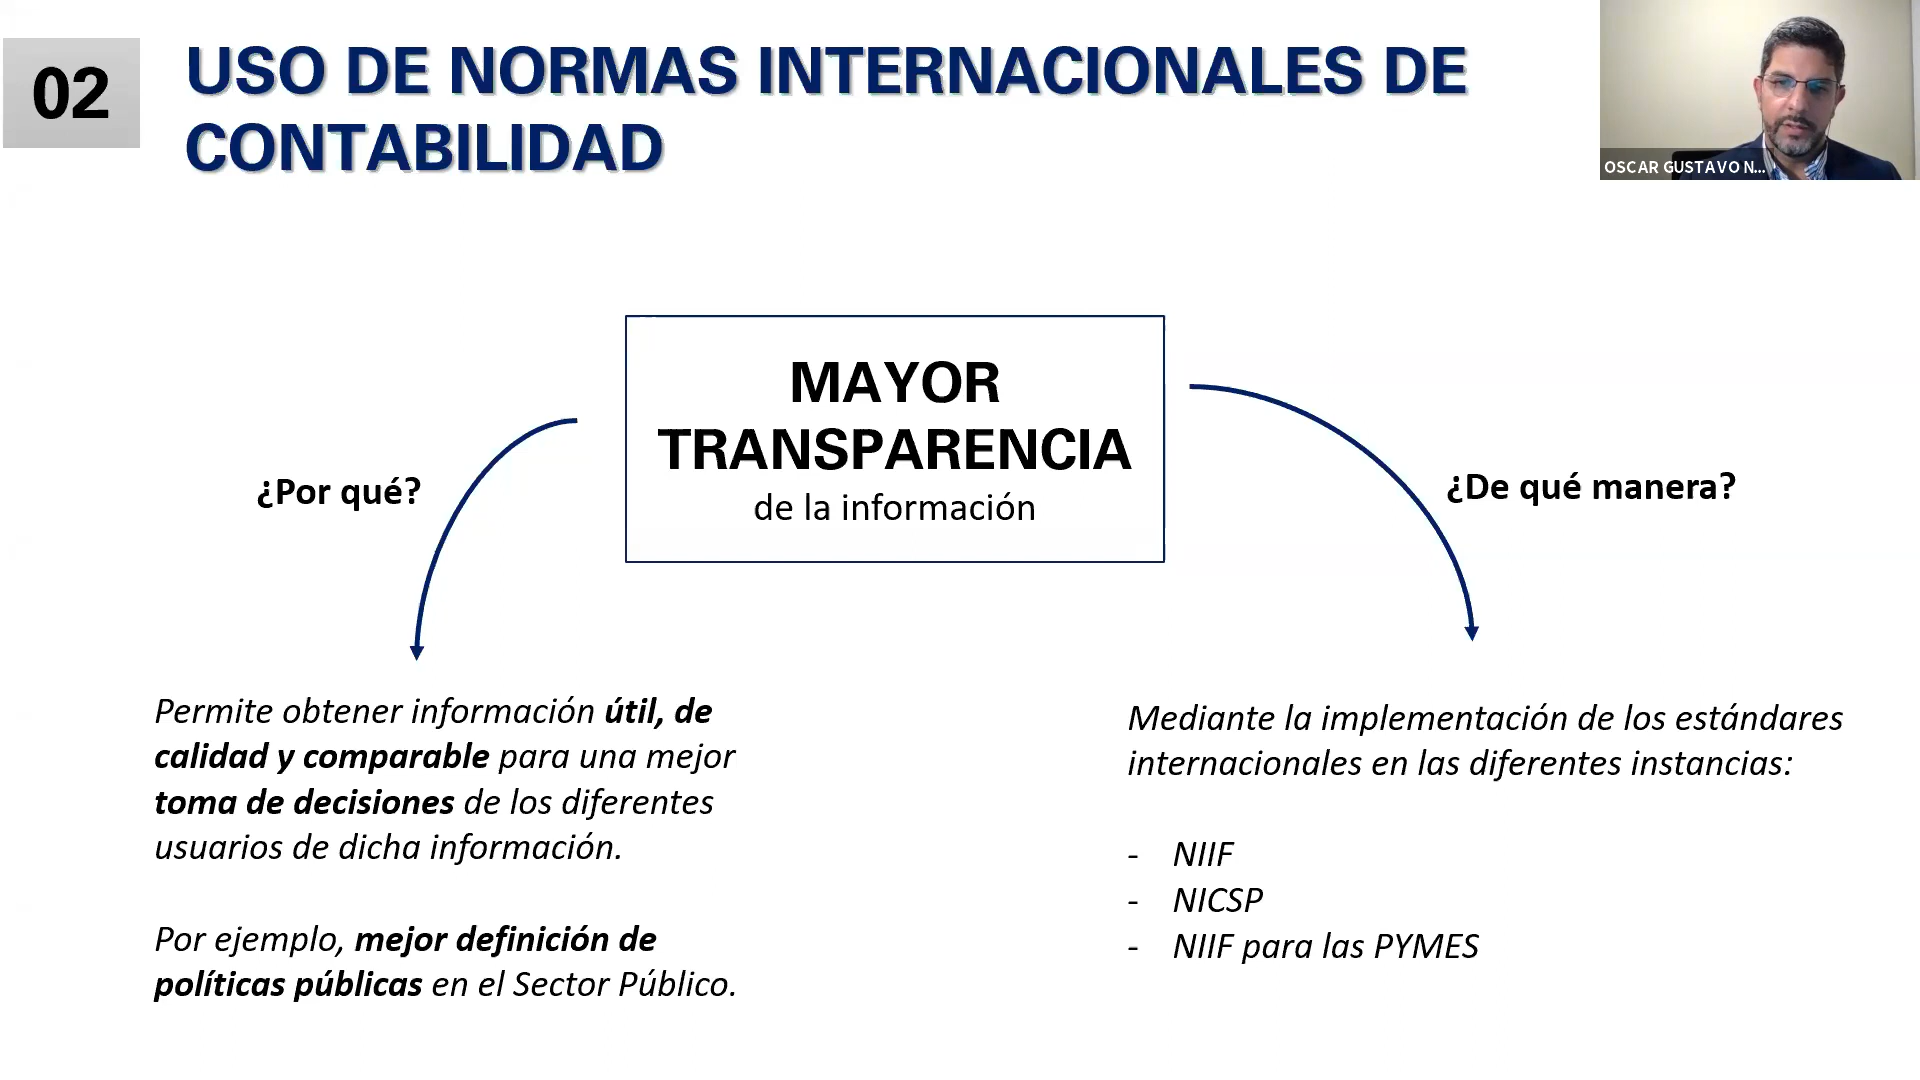 02
USO DE NORMAS INTERNACIONALES DE
CONTABILIDAD
OSCAR GUSTAVO N...
MAYOR
TRANSPARENCIA
de la información
¿Por qué?
¿De qué manera?
Permite obtener información útil, de
calidad y comparable para una mejor
toma de decisiones de los diferentes
usuarios de dicha información.
Por ejemplo, mejor definición de
políticas públicas en el Sector Público.
Mediante la implementación de los estándares
internacionales en las diferentes instancias:
- NIIF
- NICSP
- NIIF para las PYMES